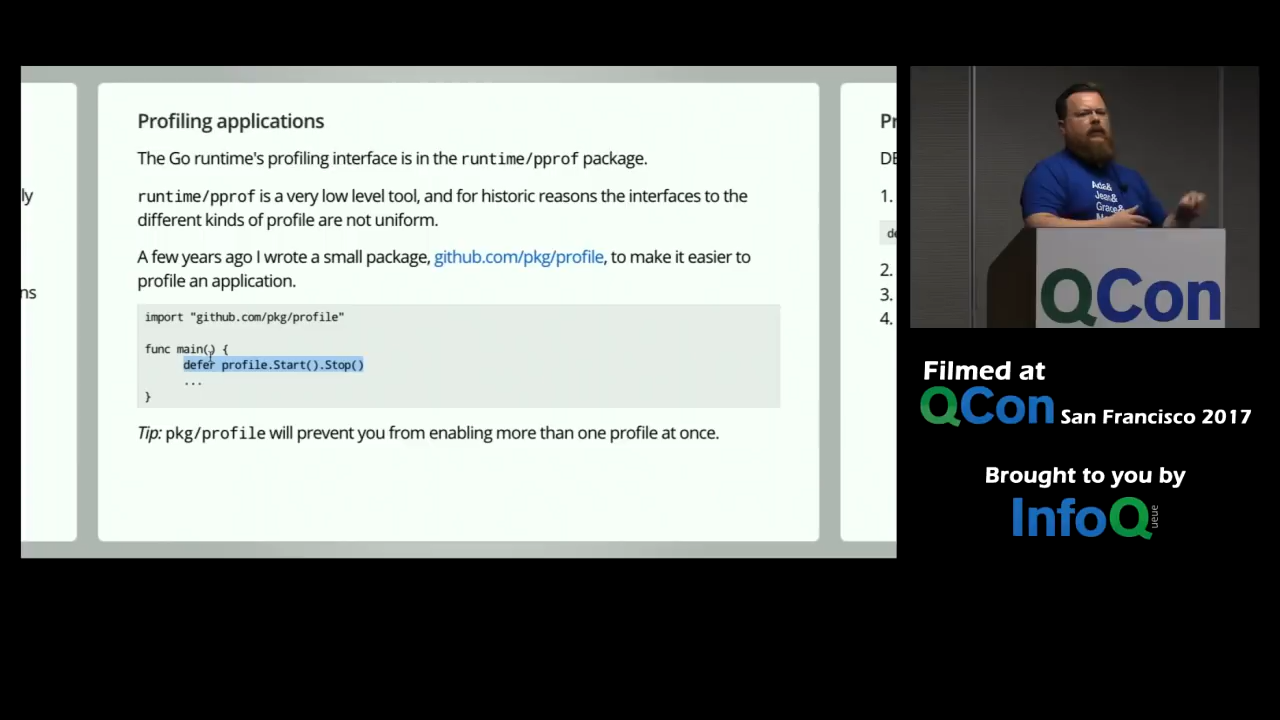 Profiling applications
The Go runtime's profiling interface is in the runtime/pprof package.
runtime/pprof is a very low level tool, and for historic reasons the interfaces to the
different kinds of profile are not uniform.
A few years ago I wrote a small package, github.com/pkg/profile, to make it easier to
profile an application.
import "github.com/pkg/profile"
func main() {
defer profile.Start().Stop()
...
}
Tip: pkg/profile will prevent you from enabling more than one profile at once.
ly
ns
Pr
DE
1.
de
2.
3.
4.
Ada&
Jean&
Grace&
QCon
Filmed at
QCon San Francisco 2017
Brought to you by
InfoQueue